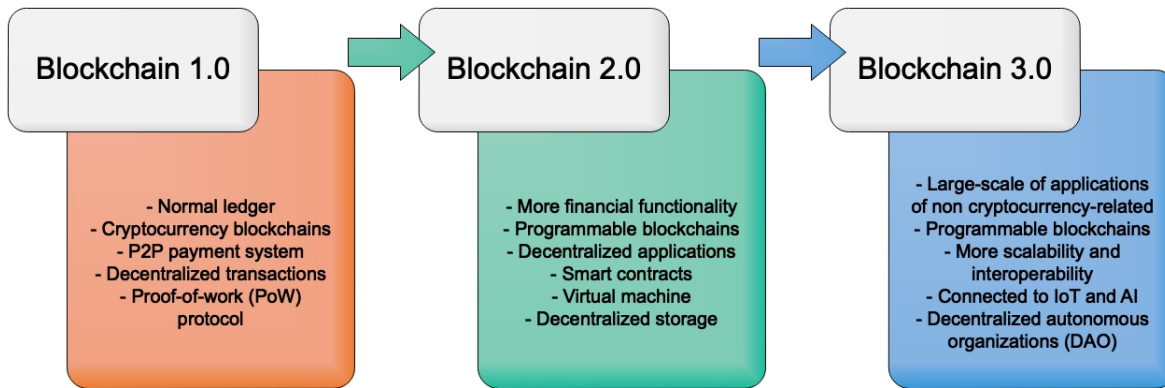 Blockchain 1.0
- Normal ledger
- Cryptocurrency blockchains
- P2P payment system
- Decentralized transactions
- Proof-of-work (PoW)
protocol
Blockchain 2.0
- More financial functionality
- Programmable blockchains
- Decentralized applications
- Smart contracts
- Virtual machine
- Decentralized storage
Blockchain 3.0
- Large-scale of applications
of non cryptocurrency-related
- Programmable blockchains
- More scalability and
interoperability
- Connected to IoT and AI
- Decentralized autonomous
organizations (DAO)